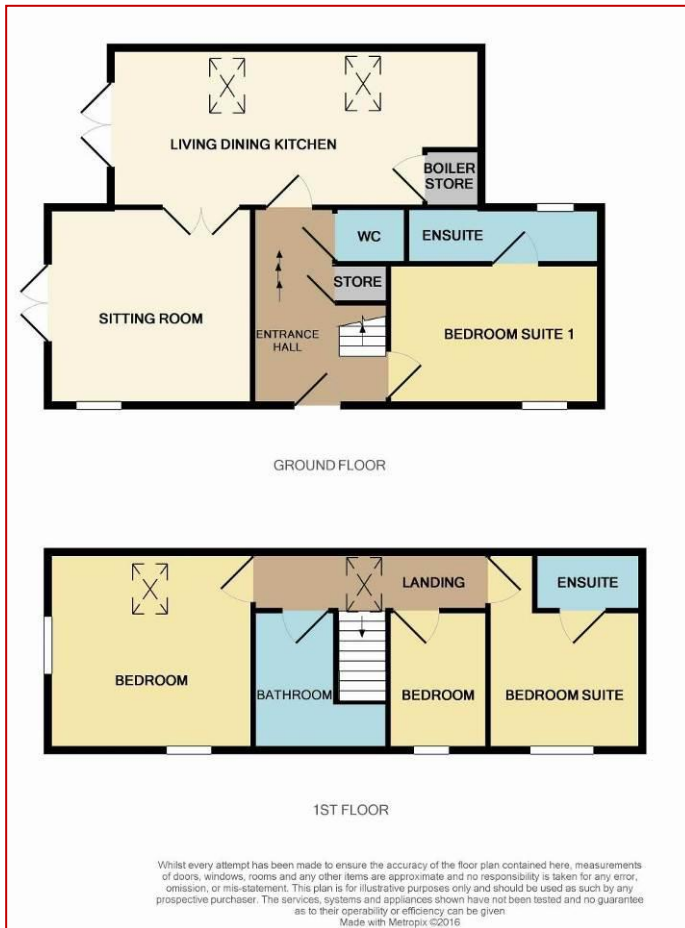 LIVING DINING KITCHEN
BOILER
STORE
WC
ENSUITE
STORE
SITTING ROOM
ENTRANCE
HALL
BEDROOM SUITE 1
GROUND FLOOR
LANDING
ENSUITE
BEDROOM
BATHROOM
BEDROOM
BEDROOM SUITE
1ST FLOOR
Whilst every attempt has been made to ensure the accuracy of the floor plan contained here, measurements
of doors, windows, rooms and any other items are approximate and no responsibility is taken for any error,
omission, or mis-statement. This plan is for illustrative purposes only and should be used as such by any
prospective purchaser. The services, systems and appliances shown have not been tested and no guarantee
as to their operability or efficiency can be given
Made with Metropix ©2016